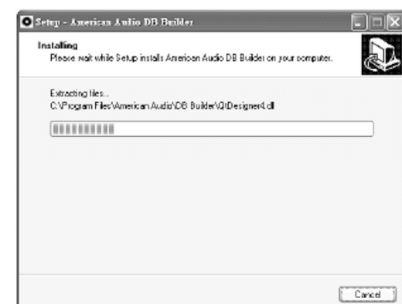 Setup - American Audio DB Builder
Installing
Please wait while Setup installs American Audio DB Builder on your computer.
Extracting files...
C:\Program Files\American Audio\DB Builder\QtDesigner4.dll
Cancel